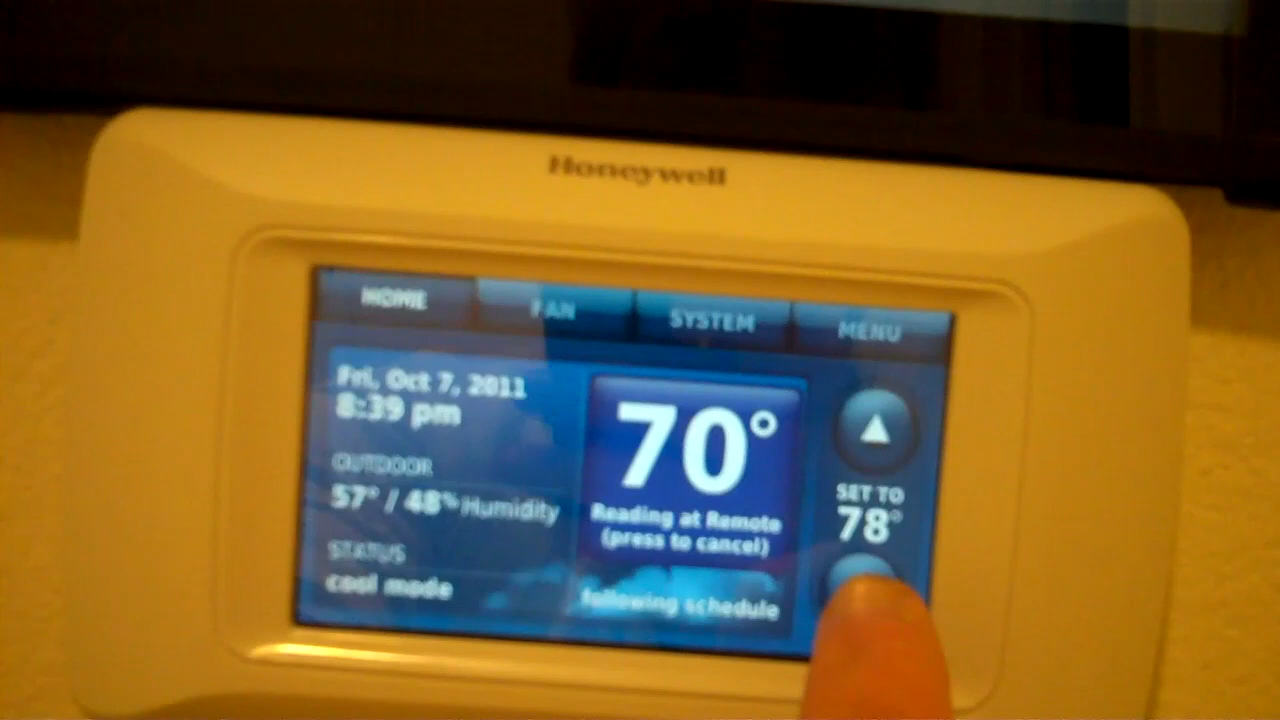 Honeywell
HOME FAN SYSTEM MENU
Fri, Oct 7, 2011
8:39 pm
OUTDOOR
57° / 48% Humidity
STATUS
cool mode
70°
Reading at Remote
(press to cancel)
following schedule
SET TO
78°